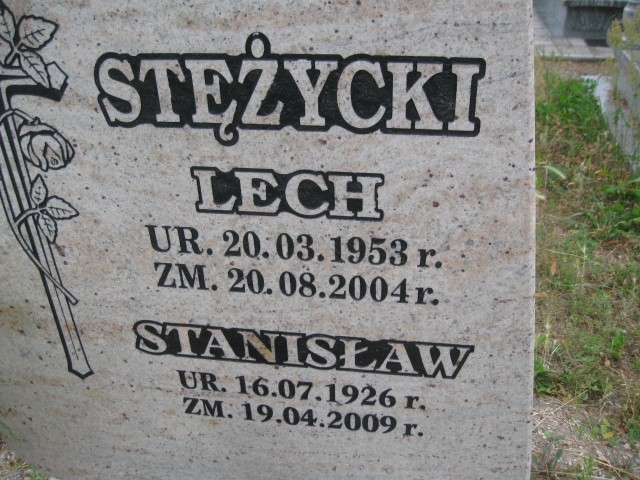 STĘŻYCKI
LECH
UR. 20.03.1953 r.
ZM. 20.08.2004 r.
STANISŁAW
UR. 16.07.1926 r.
ZM. 19.04.2009 r.